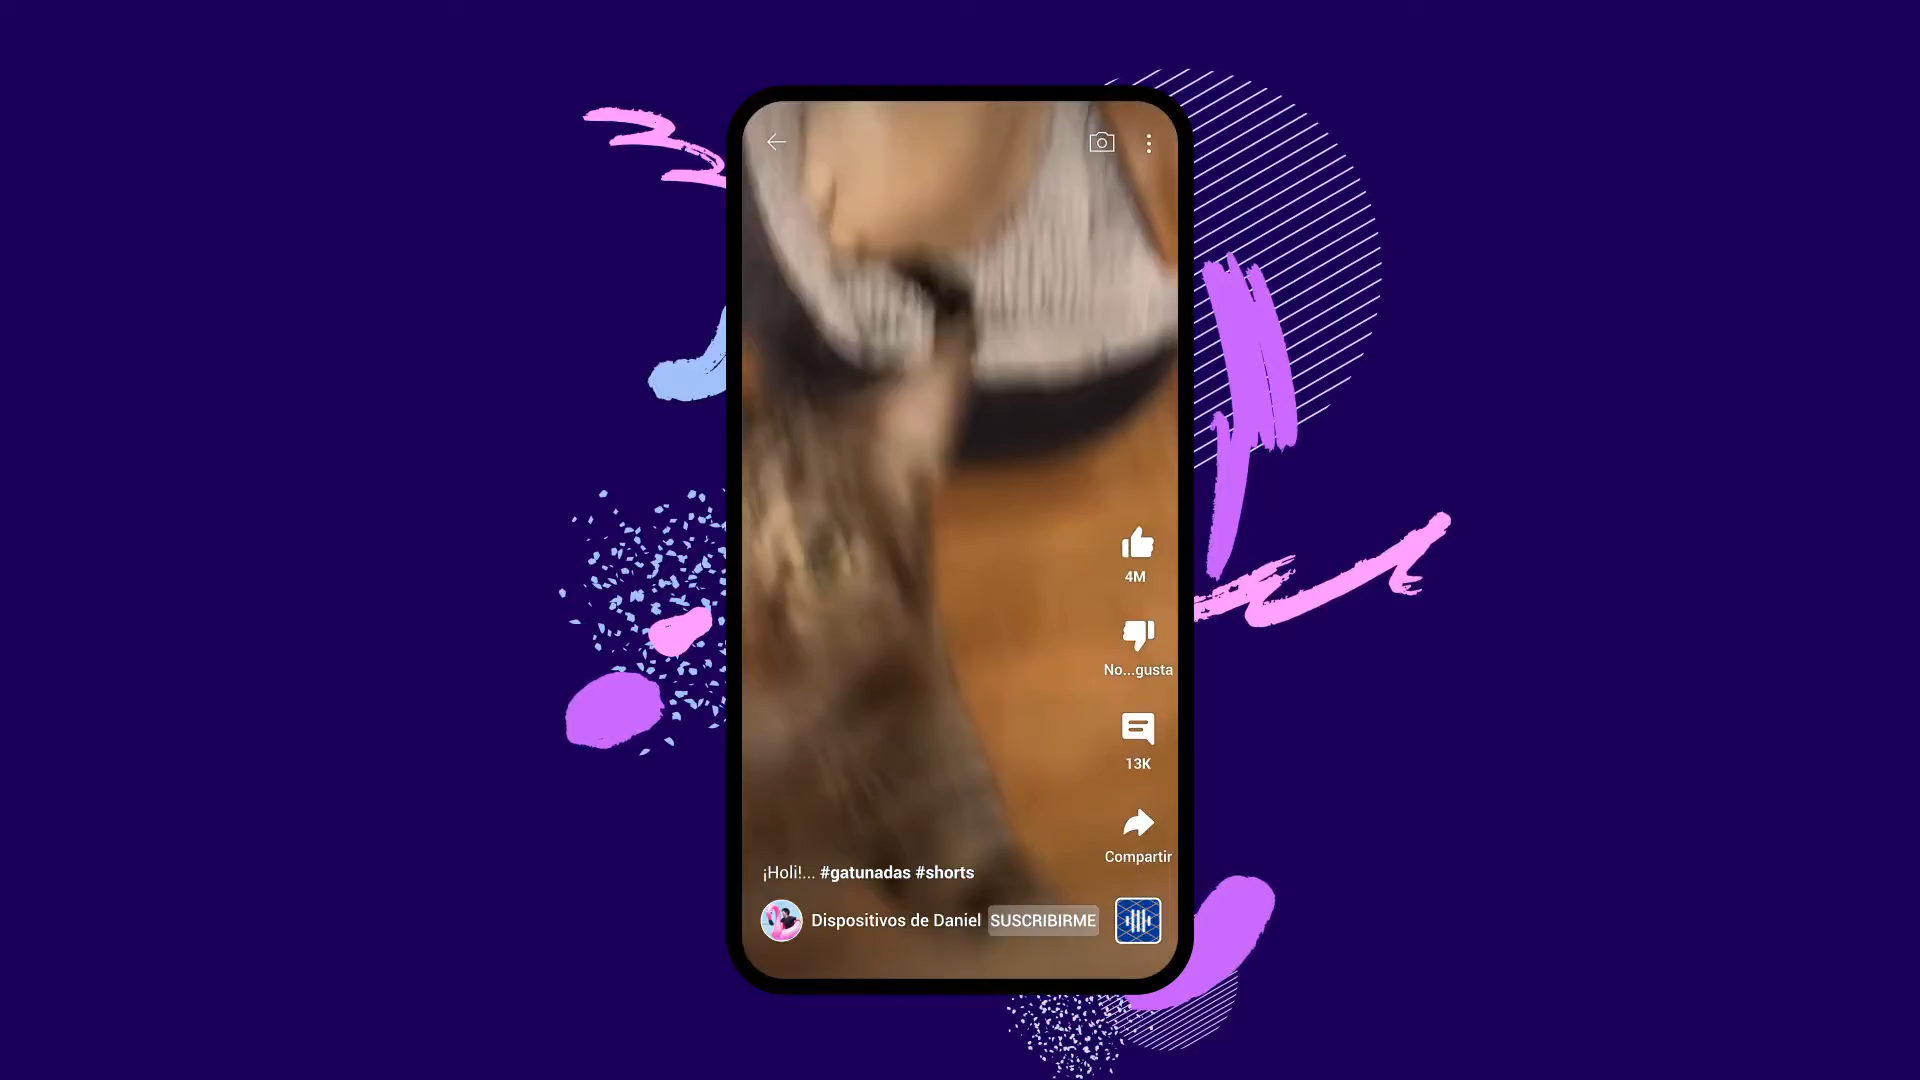 4M
No...gusta
13K
Compartir
¡Holi!... #gatunadas #shorts
Dispositivos de Daniel SUSCRIBIRME